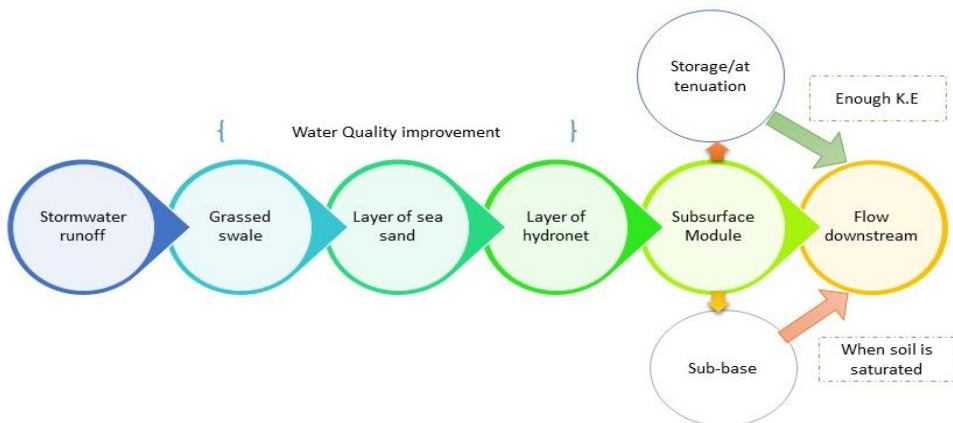 Storage/at
tenuation
Enough K.E
{ Water Quality improvement }
Stormwater
runoff
Grassed
swale
Layer of sea
sand
Layer of
hydronet
Subsurface
Module
Flow
downstream
Sub-base
When soil is
saturated